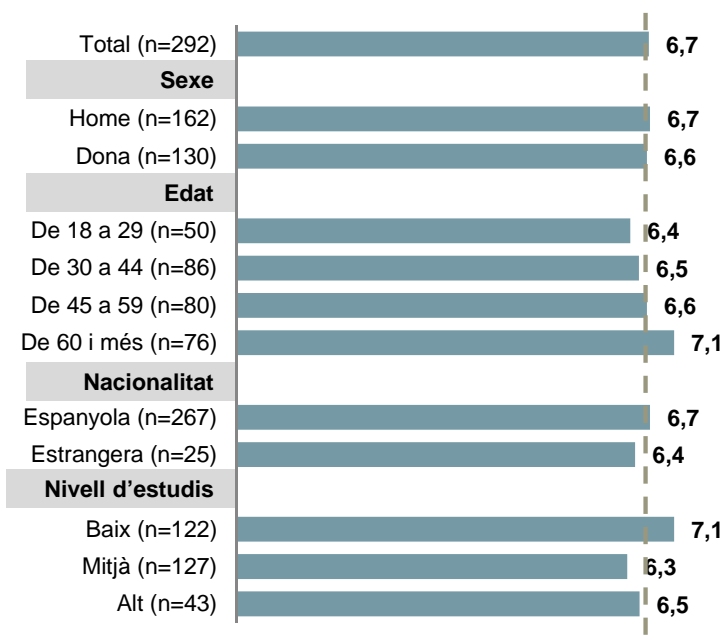 Total (n=292) 6,7
Sexe
Home (n=162) 6,7
Dona (n=130) 6,6
Edat
De 18 a 29 (n=50) 6,4
De 30 a 44 (n=86) 6,5
De 45 a 59 (n=80) 6,6
De 60 i més (n=76) 7,1
Nacionalitat
Espanyola (n=267) 6,7
Estrangera (n=25) 6,4
Nivell d’estudis
Baix (n=122) 7,1
Mitjà (n=127) 6,3
Alt (n=43) 6,5